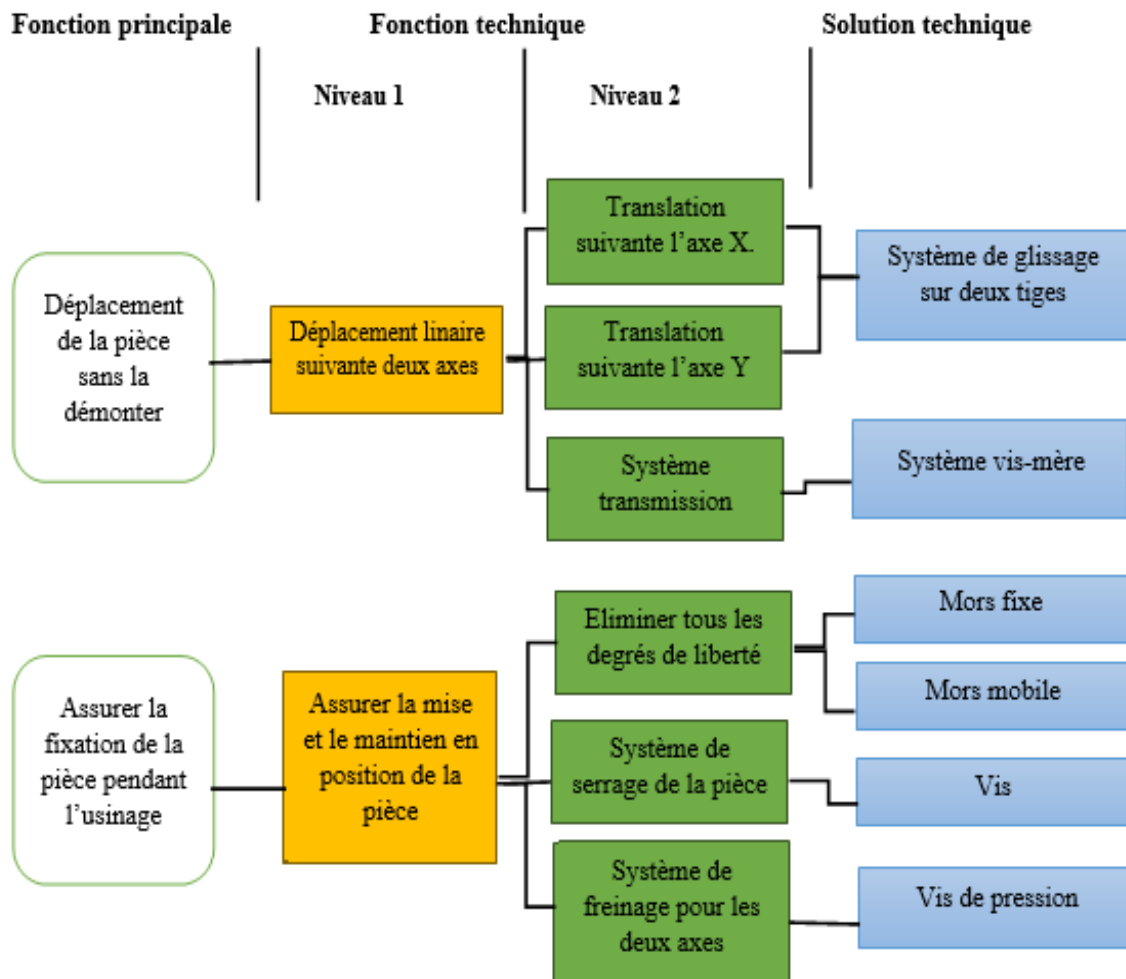 Fonction principale
Fonction technique
Solution technique
Niveau 1
Niveau 2
Déplacement
de la pièce
sans la
démonter
Déplacement linaire
suivante deux axes
Translation
suivante l'axe X.
Translation
suivante l'axe Y
Système
transmission
Système de glissage
sur deux tiges
Système vis-mère
Assurer la
fixation de la
pièce pendant
l'usinage
Assurer la mise
et le maintien en
position de la
pièce
Eliminer tous les
degrés de liberté
Système de
serrage de la pièce
Système de
freinage pour les
deux axes
Mors fixe
Mors mobile
Vis
Vis de pression